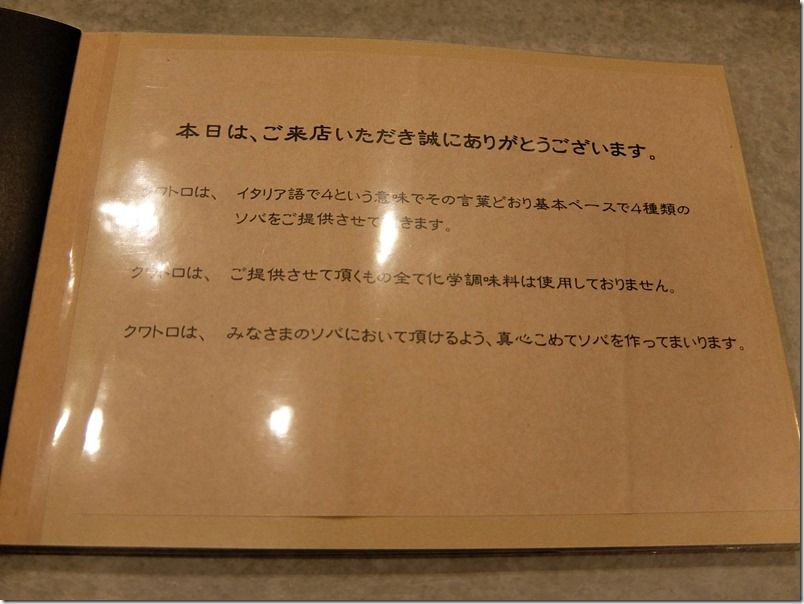 本日は、ご来店いただき誠にありがとうございます。
クワトロは、 イタリア語で4という意味でその言葉どおり基本ベースで4種類の
ソバをご提供させて頂きます。
クワトロは、 ご提供させて頂くもの全て化学調味料は使用しておりません。
クワトロは、 みなさまのソバにおいて頂けるよう、真心こめてソバを作ってまいります。